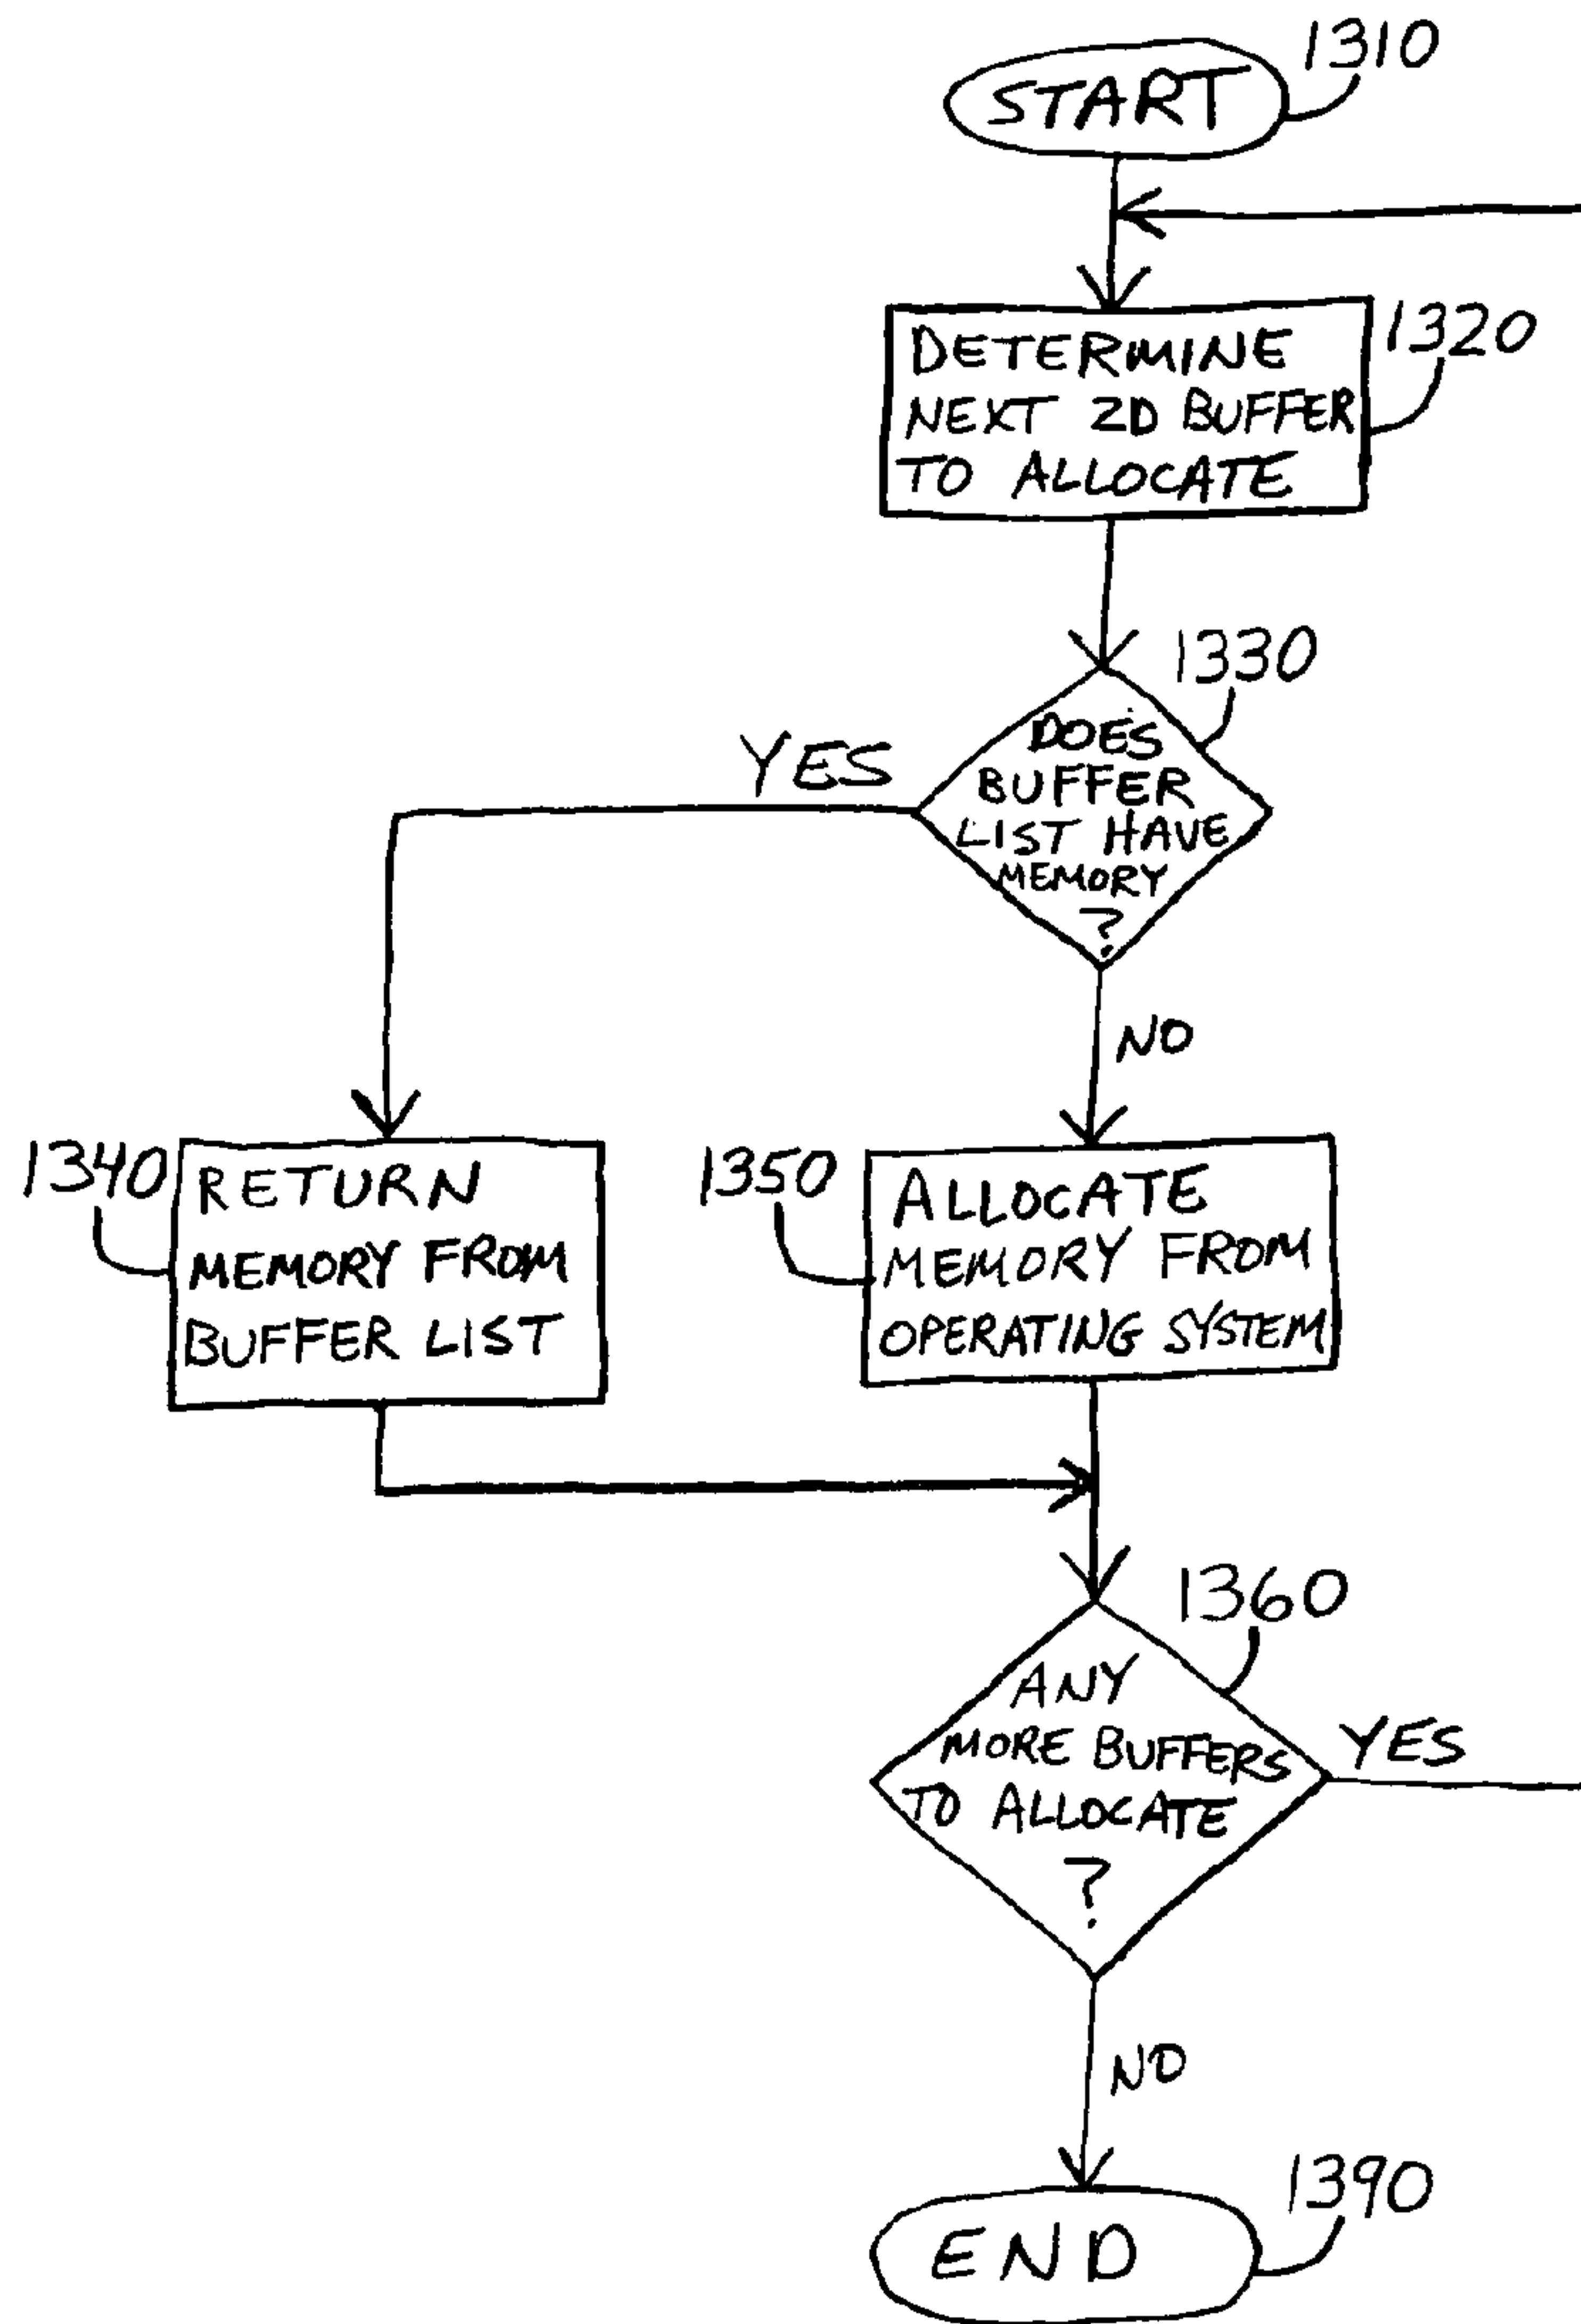 1310
START
1320
DETERMINE
NEXT 2D BUFFER
TO ALLOCATE
1330
DOES
BUFFER
LIST HAVE
MEMORY
?
YES
NO
1340
RETURN
MEMORY FROM
BUFFER LIST
1350
ALLOCATE
MEMORY FROM
OPERATING SYSTEM
1360
ANY
MORE BUFFERS
TO ALLOCATE
?
YES
NO
1390
END